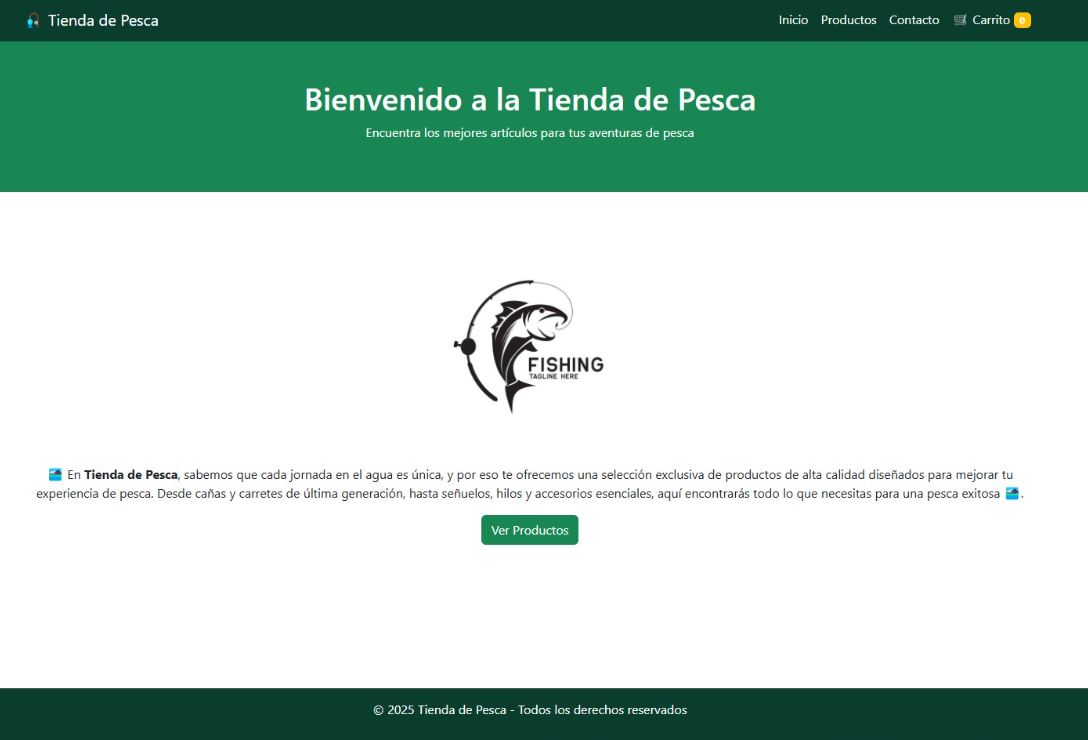 Tienda de Pesca
Inicio Productos Contacto 🛒 Carrito 0
Bienvenido a la Tienda de Pesca
Encuentra los mejores artículos para tus aventuras de pesca
FISHING
TAGLINE HERE
🌊 En Tienda de Pesca, sabemos que cada jornada en el agua es única, y por eso te ofrecemos una selección exclusiva de productos de alta calidad diseñados para mejorar tu
experiencia de pesca. Desde cañas y carretes de última generación, hasta señuelos, hilos y accesorios esenciales, aquí encontrarás todo lo que necesitas para una pesca exitosa 🌊.
Ver Productos
© 2025 Tienda de Pesca - Todos los derechos reservados